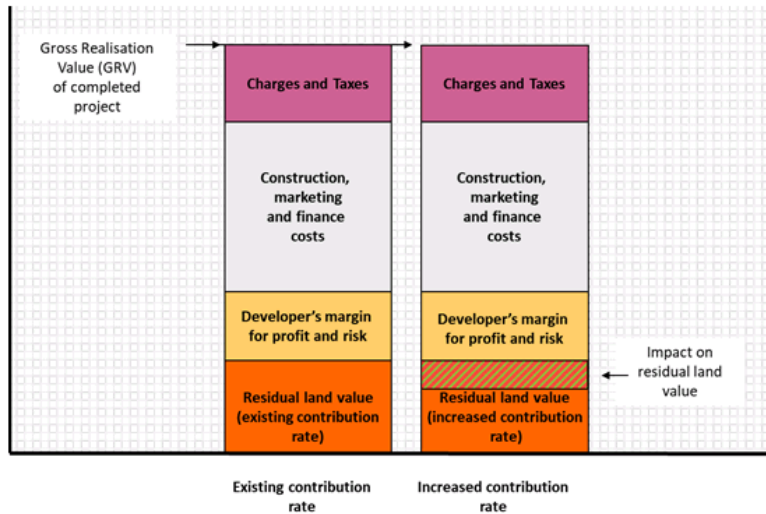 Gross Realisation
Value (GRV)
of completed
project
Charges and Taxes
Construction,
marketing
and finance
costs
Developer's margin
for profit and risk
Residual land value
(existing contribution
rate)
Charges and Taxes
Construction,
marketing
and finance
costs
Developer's margin
for profit and risk
Residual land value
(increased contribution
rate)
Impact on
residual land
value
Existing contribution
rate
Increased contribution
rate